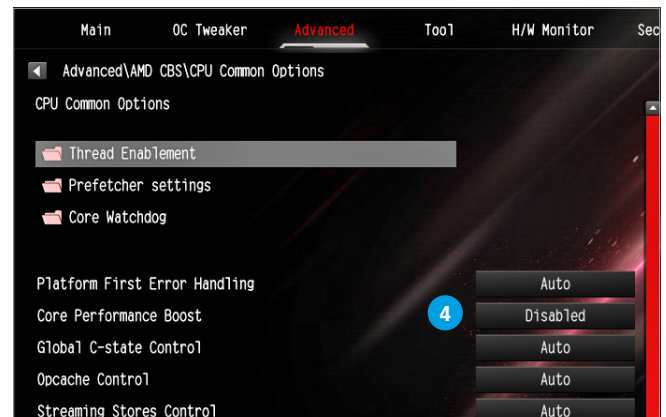 Main OC Tweaker Advanced Tool H/W Monitor Sec
Advanced\AMD CBS\CPU Common Options
CPU Common Options
Thread Enablement
Prefetcher settings
Core Watchdog
Platform First Error Handling Auto
Core Performance Boost 4 Disabled
Global C-state Control Auto
Opcache Control Auto
Streaming Stores Control Auto